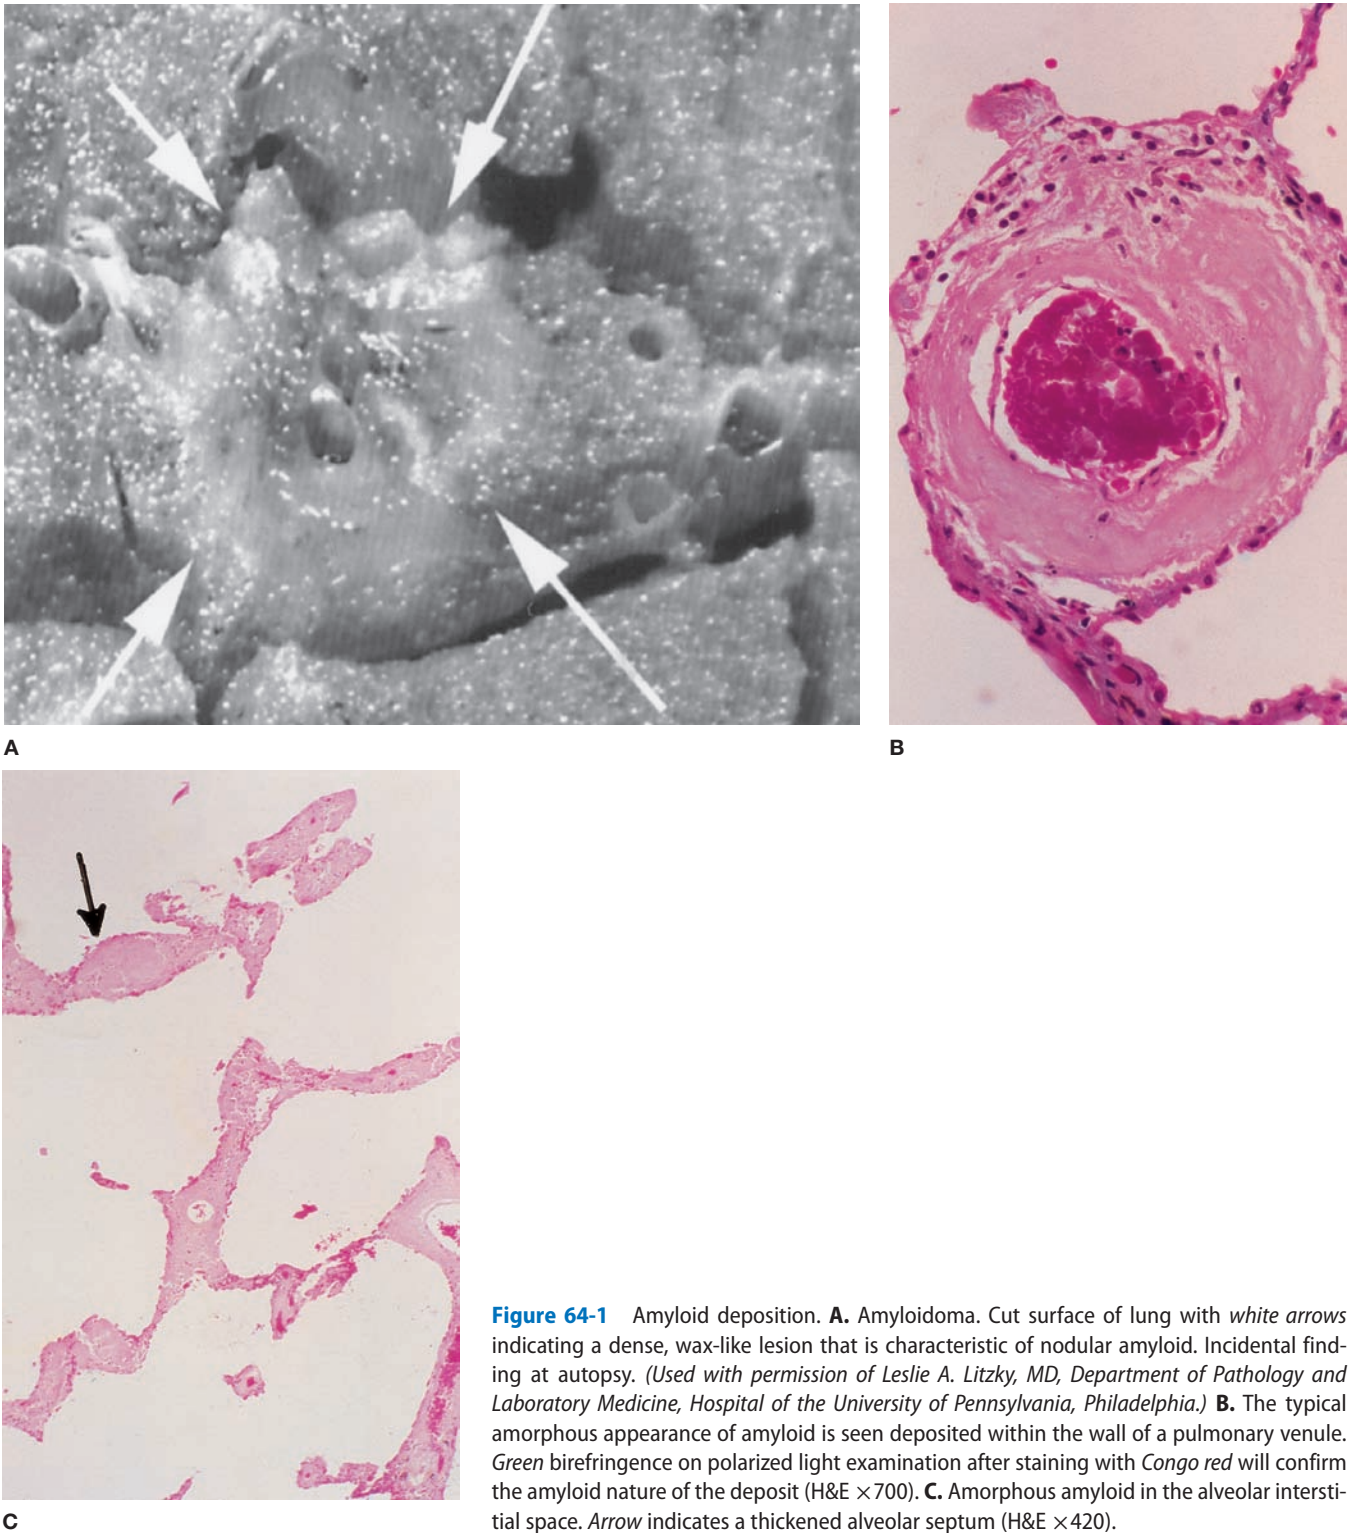 A
B
C
Figure 64-1 Amyloid deposition. A. Amyloidoma. Cut surface of lung with white arrows
indicating a dense, wax-like lesion that is characteristic of nodular amyloid. Incidental find-
ing at autopsy. (Used with permission of Leslie A. Litzky, MD, Department of Pathology and
Laboratory Medicine, Hospital of the University of Pennsylvania, Philadelphia.) B. The typical
amorphous appearance of amyloid is seen deposited within the wall of a pulmonary venule.
Green birefringence on polarized light examination after staining with Congo red will confirm
the amyloid nature of the deposit (H&E ×700). C. Amorphous amyloid in the alveolar intersti-
tial space. Arrow indicates a thickened alveolar septum (H&E ×420).